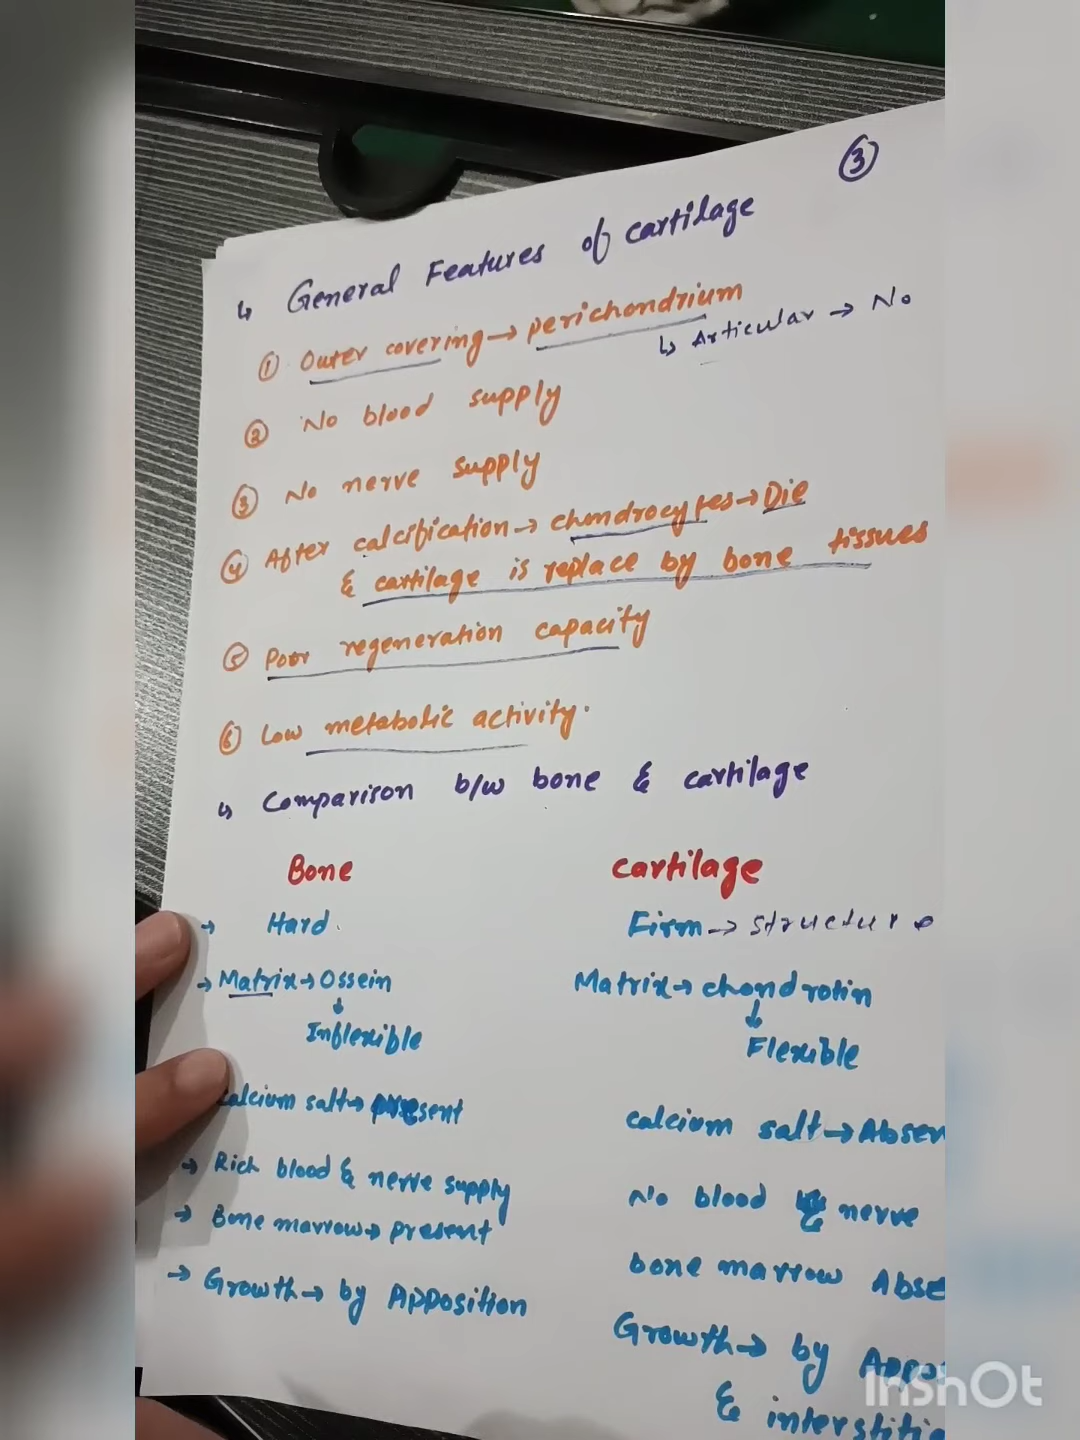 ③
↳ General Features of cartilage
① Outer covering → perichondrium
↳ Articular → No
② No blood supply
③ No nerve supply
④ After calcification → chondrocytes → Die
& cartilage is replace by bone tissues
⑤ Poor regeneration capacity
⑥ Low metabolic activity.
↳ Comparison b/w bone & cartilage
Bone
Cartilage
→ Hard
Firm → structure
→ Matrix → Ossein
Matrix → chondrotin
↓
↓
Inflexible
Flexible
calcium salt → present
calcium salt → Absen
→ Rich blood & nerve supply
No blood & nerve
→ Bone marrow → present
bone marrow Abse
→ Growth → by Apposition
Growth → by Appo
& interstitia
InShOt